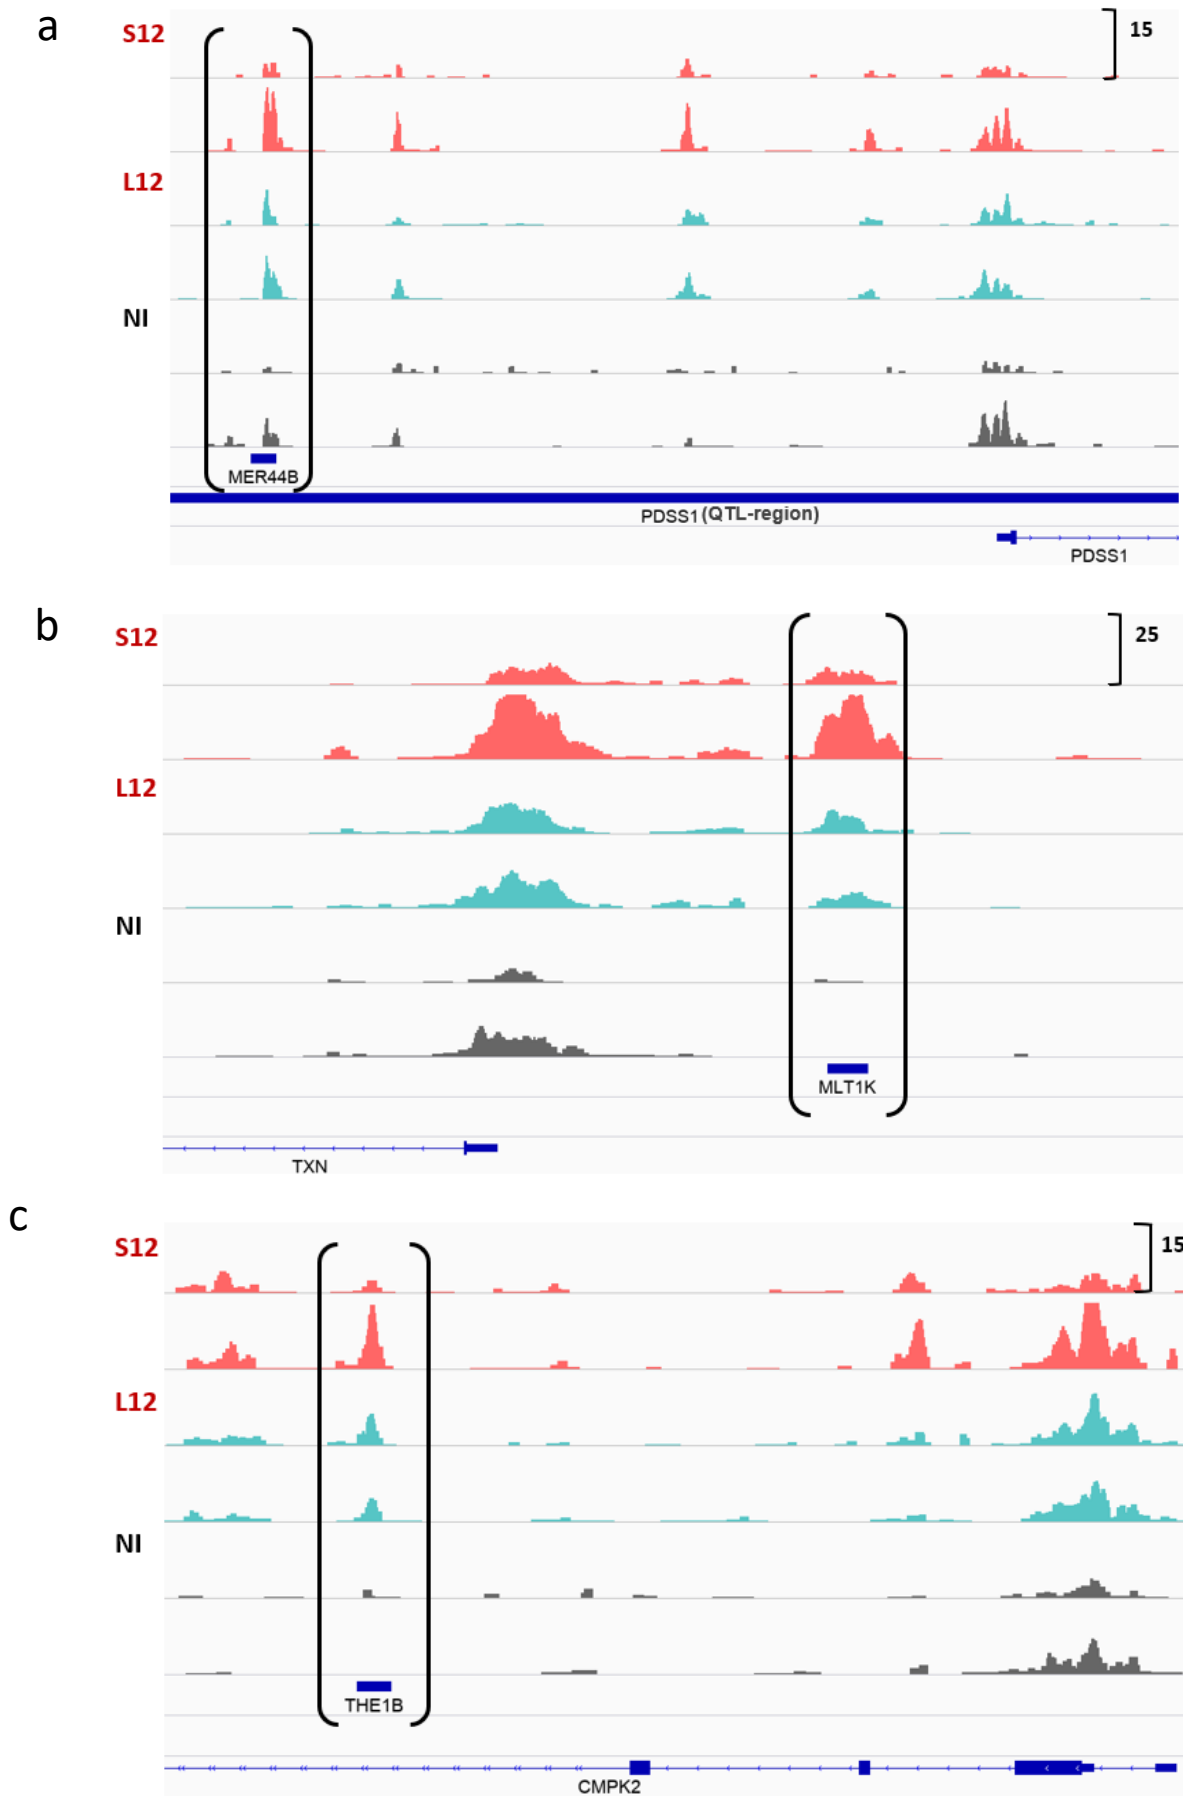 a
S12
15
L12
NI
MER44B
PDSS1 (QTL-region)
PDSS1
b
S12
25
L12
NI
MLT1K
TXN
c
S12
15
L12
NI
THE1B
CMPK2